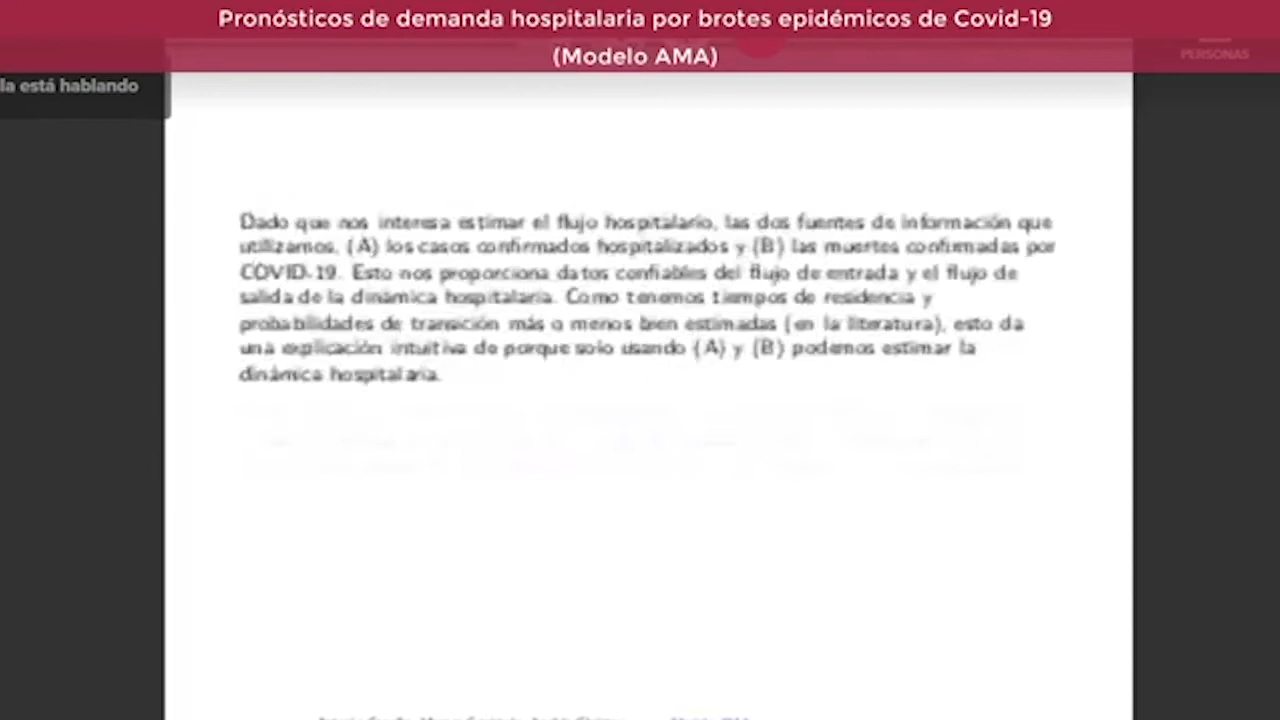 Pronósticos de demanda hospitalaria por brotes epidémicos de Covid-19
(Modelo AMA)
PERSONAS
la está hablando
Dado que nos interesa estimar el flujo hospitalario, las dos fuentes de información que
utilizamos, (A) los casos confirmados hospitalizados y (B) las muertes confirmadas por
COVID-19. Esto nos proporciona datos confiables del flujo de entrada y el flujo de
salida de la dinámica hospitalaria. Como tenemos tiempos de residencia y
probabilidades de transición más o menos bien estimadas (en la literatura), esto da
una explicación intuitiva de porque solo usando (A) y (B) podemos estimar la
dinámica hospitalaria.